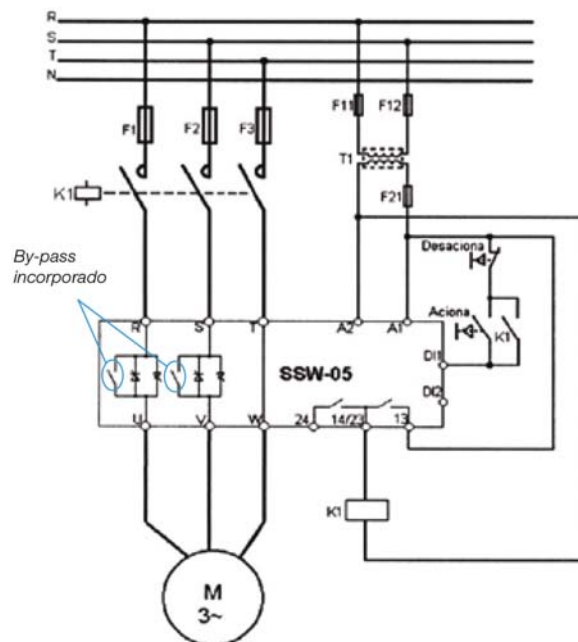 R
S
T
N
F1
F2
F3
F11
F12
T1
F21
K1
By-pass
incorporado
Desaciona
Aciona
K1
R
S
T
A2
A1
DI1
SSW-05
DI2
U
V
W
24
14/23
13
K1
M
3~